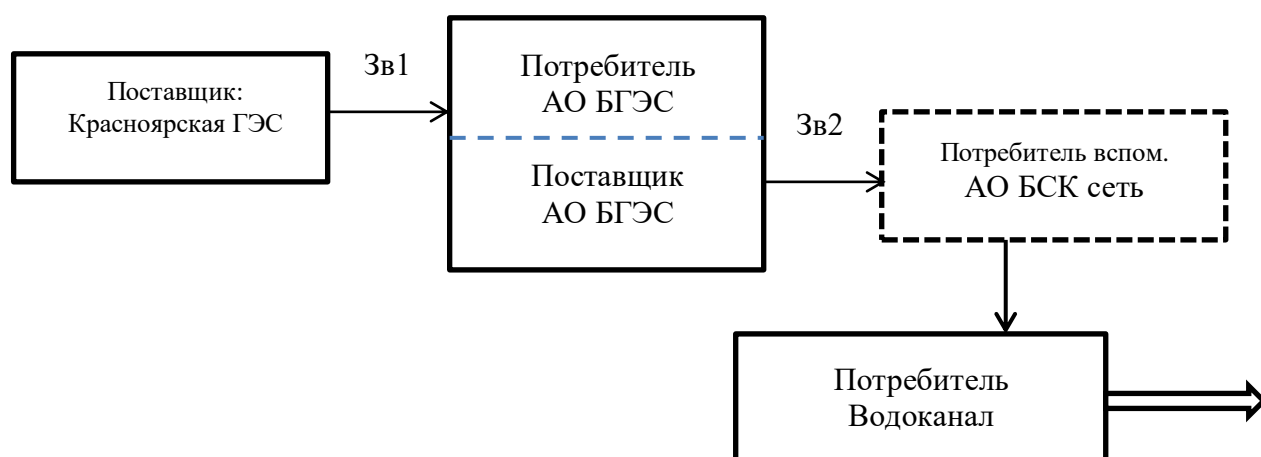 Поставщик:
Красноярская ГЭС
Зв1
Потребитель
АО БГЭС
Поставщик
АО БГЭС
Зв2
Потребитель вспом.
АО БСК сеть
Потребитель
Водоканал